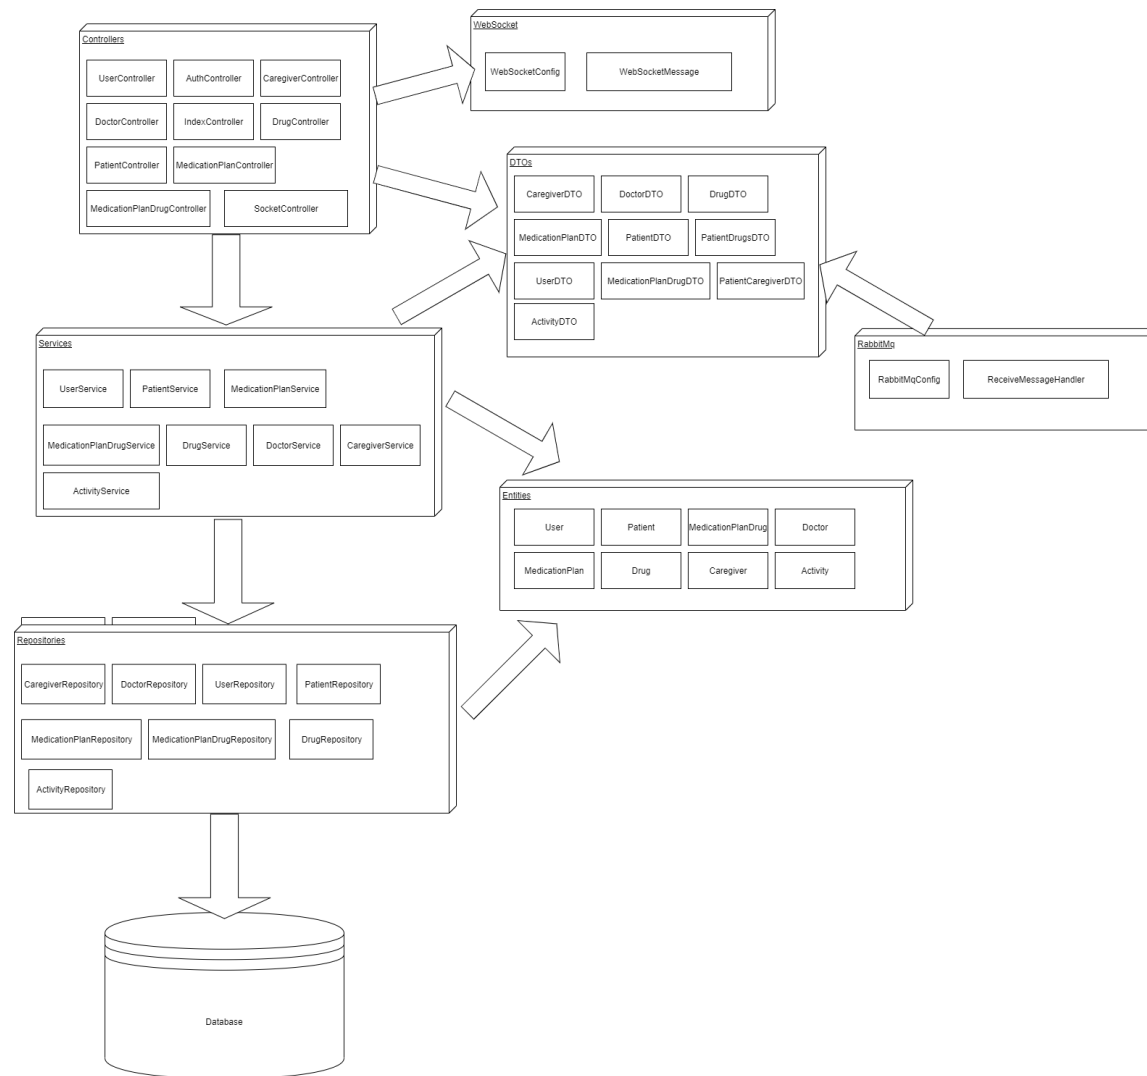 Controllers
UserController
AuthController
CaregiverController
DoctorController
IndexController
DrugController
PatientController
MedicationPlanController
MedicationPlanDrugController
SocketController
WebSocket
WebSocketConfig
WebSocketMessage
DTOs
CaregiverDTO
DoctorDTO
DrugDTO
MedicationPlanDTO
PatientDTO
PatientDrugsDTO
UserDTO
MedicationPlanDrugDTO
PatientCaregiverDTO
ActivityDTO
RabbitMq
RabbitMqConfig
ReceiveMessageHandler
Services
UserService
PatientService
MedicationPlanService
MedicationPlanDrugService
DrugService
DoctorService
CaregiverService
ActivityService
Entities
User
Patient
MedicationPlanDrug
Doctor
MedicationPlan
Drug
Caregiver
Activity
Repositories
CaregiverRepository
DoctorRepository
UserRepository
PatientRepository
MedicationPlanRepository
MedicationPlanDrugRepository
DrugRepository
ActivityRepository
Database